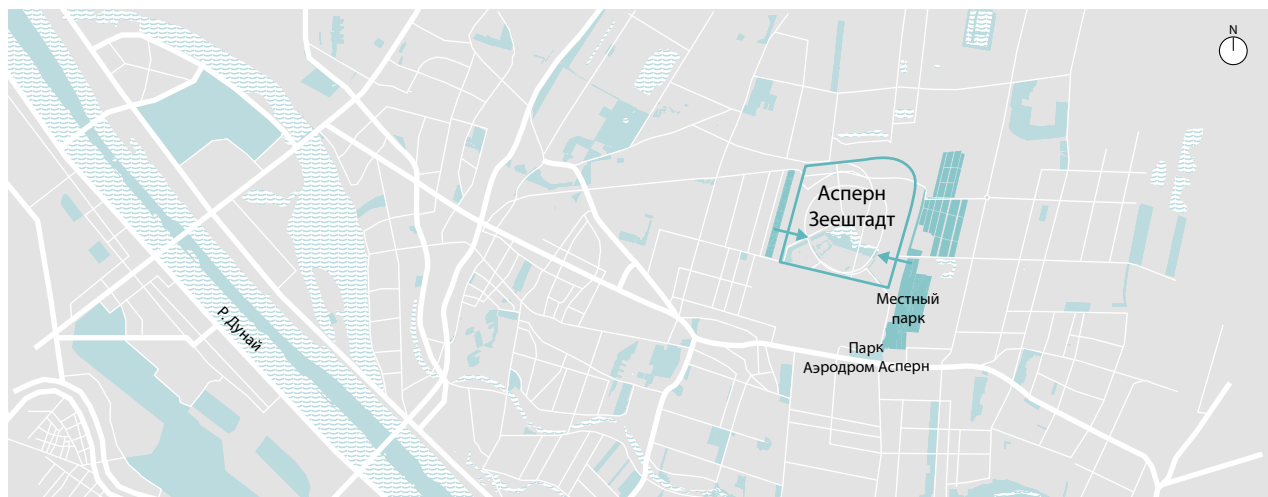 N
Асперн
Зеештадт
Местный
парк
Р. Дунай
Парк
Аэродром Асперн